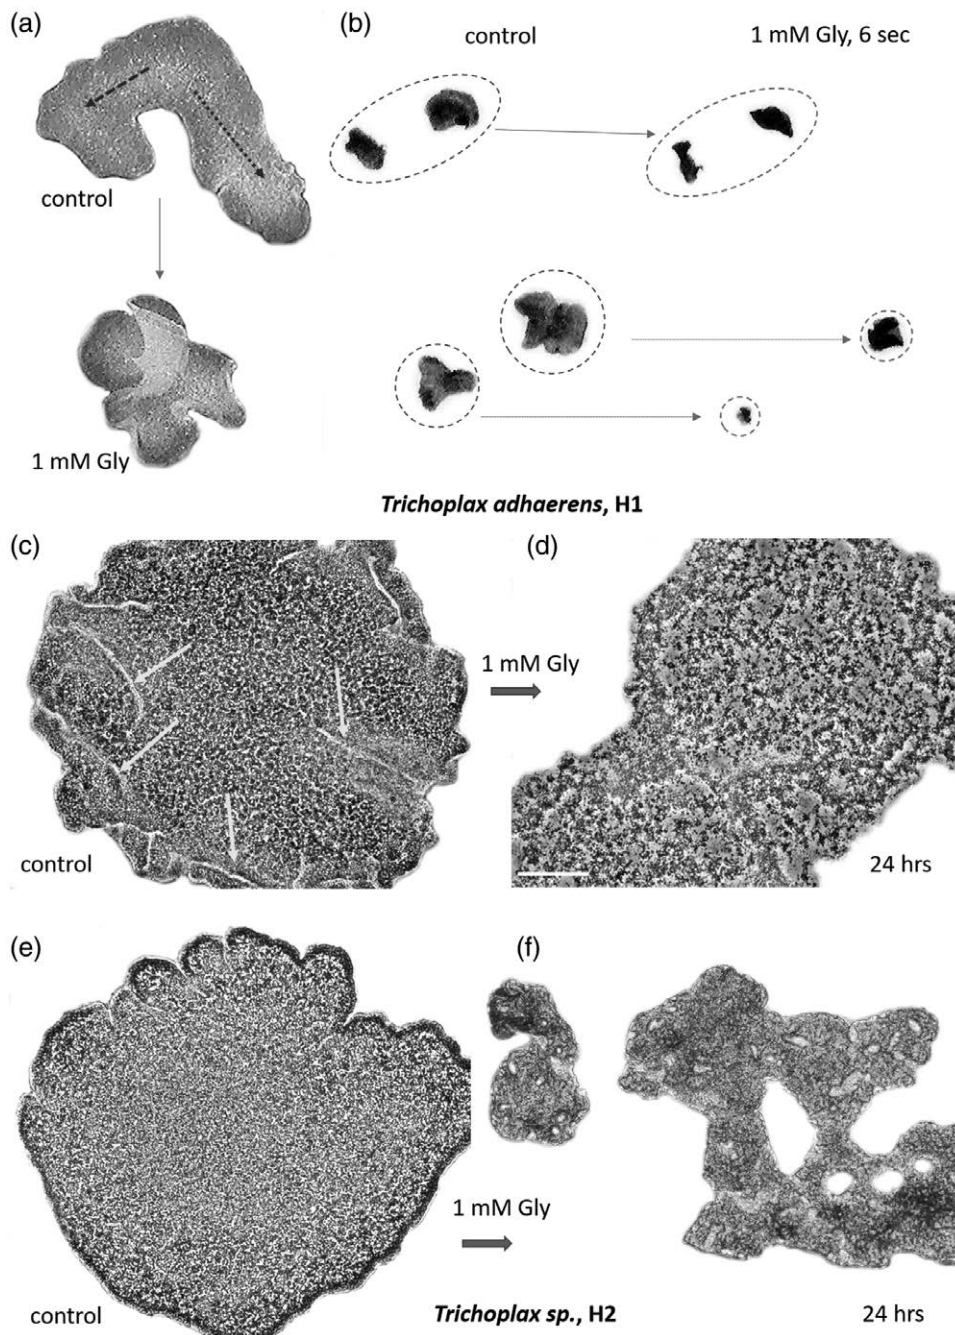 (a)
(b)
control
1 mM Gly, 6 sec
control
1 mM Gly
Trichoplax adhaerens, H1
(c)
(d)
1 mM Gly
control
24 hrs
(e)
(f)
1 mM Gly
control
Trichoplax sp., H2
24 hrs